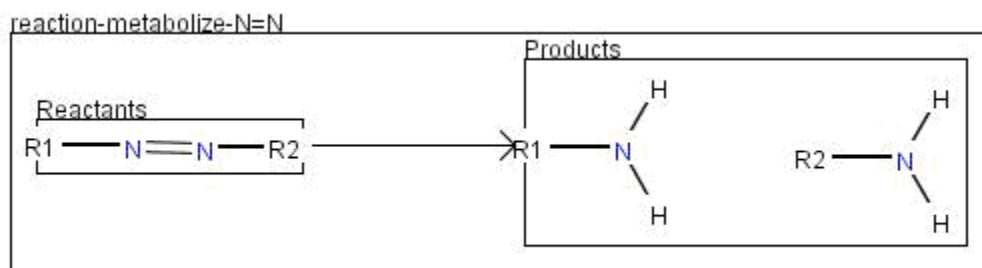 reaction-metabolize-N=N
Products
Reactants
H
H
R1 N N R2
R1 N
R2 N
H
H